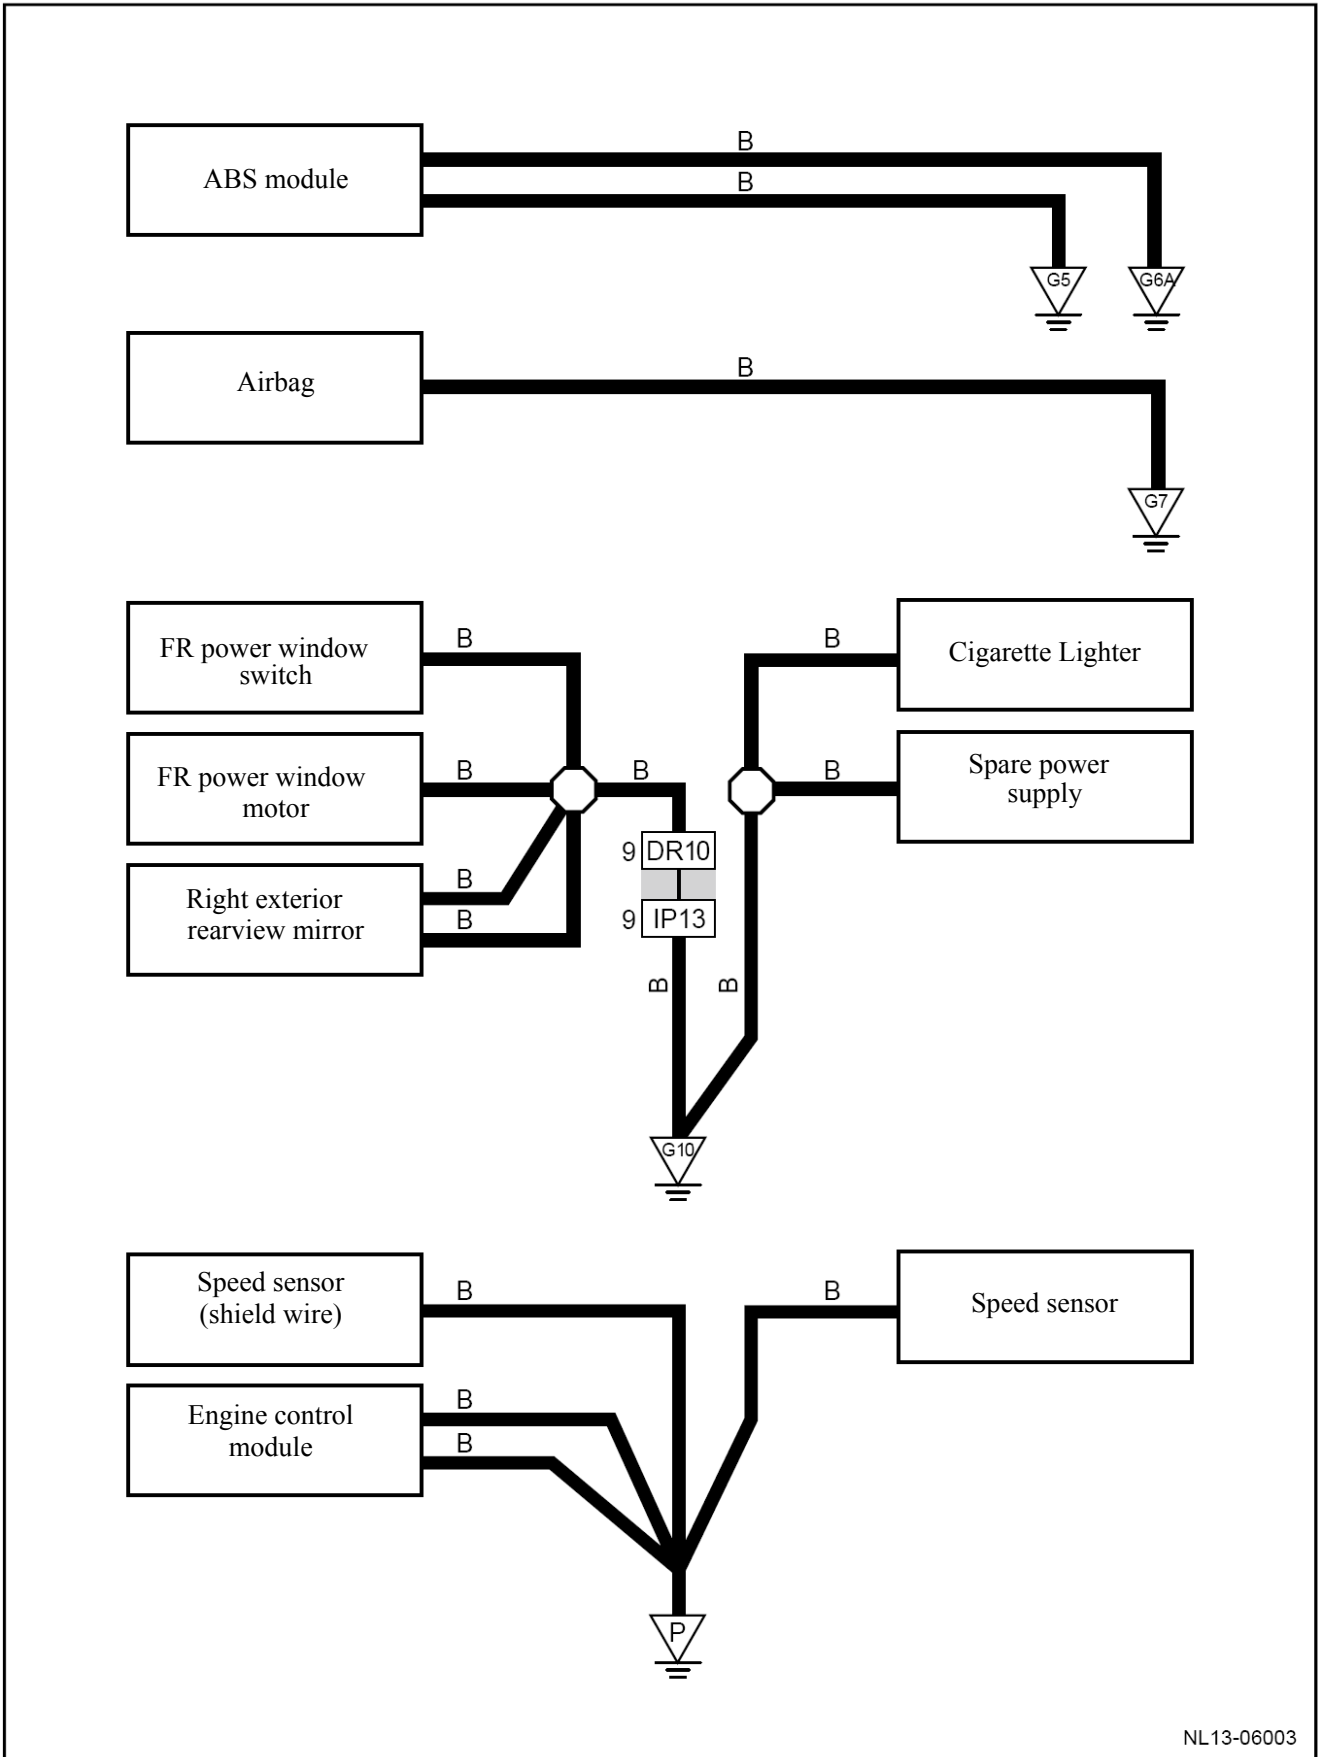 B
ABS module
B
G5
G6A
B
Airbag
G7
B
B
FR power window
switch
Cigarette Lighter
B
B
B
FR power window
motor
Spare power
supply
9 DR10
B
Right exterior
rearview mirror
B
9 IP13
B
B
G10
B
B
Speed sensor
(shield wire)
Speed sensor
B
Engine control
module
B
P
NL13-06003